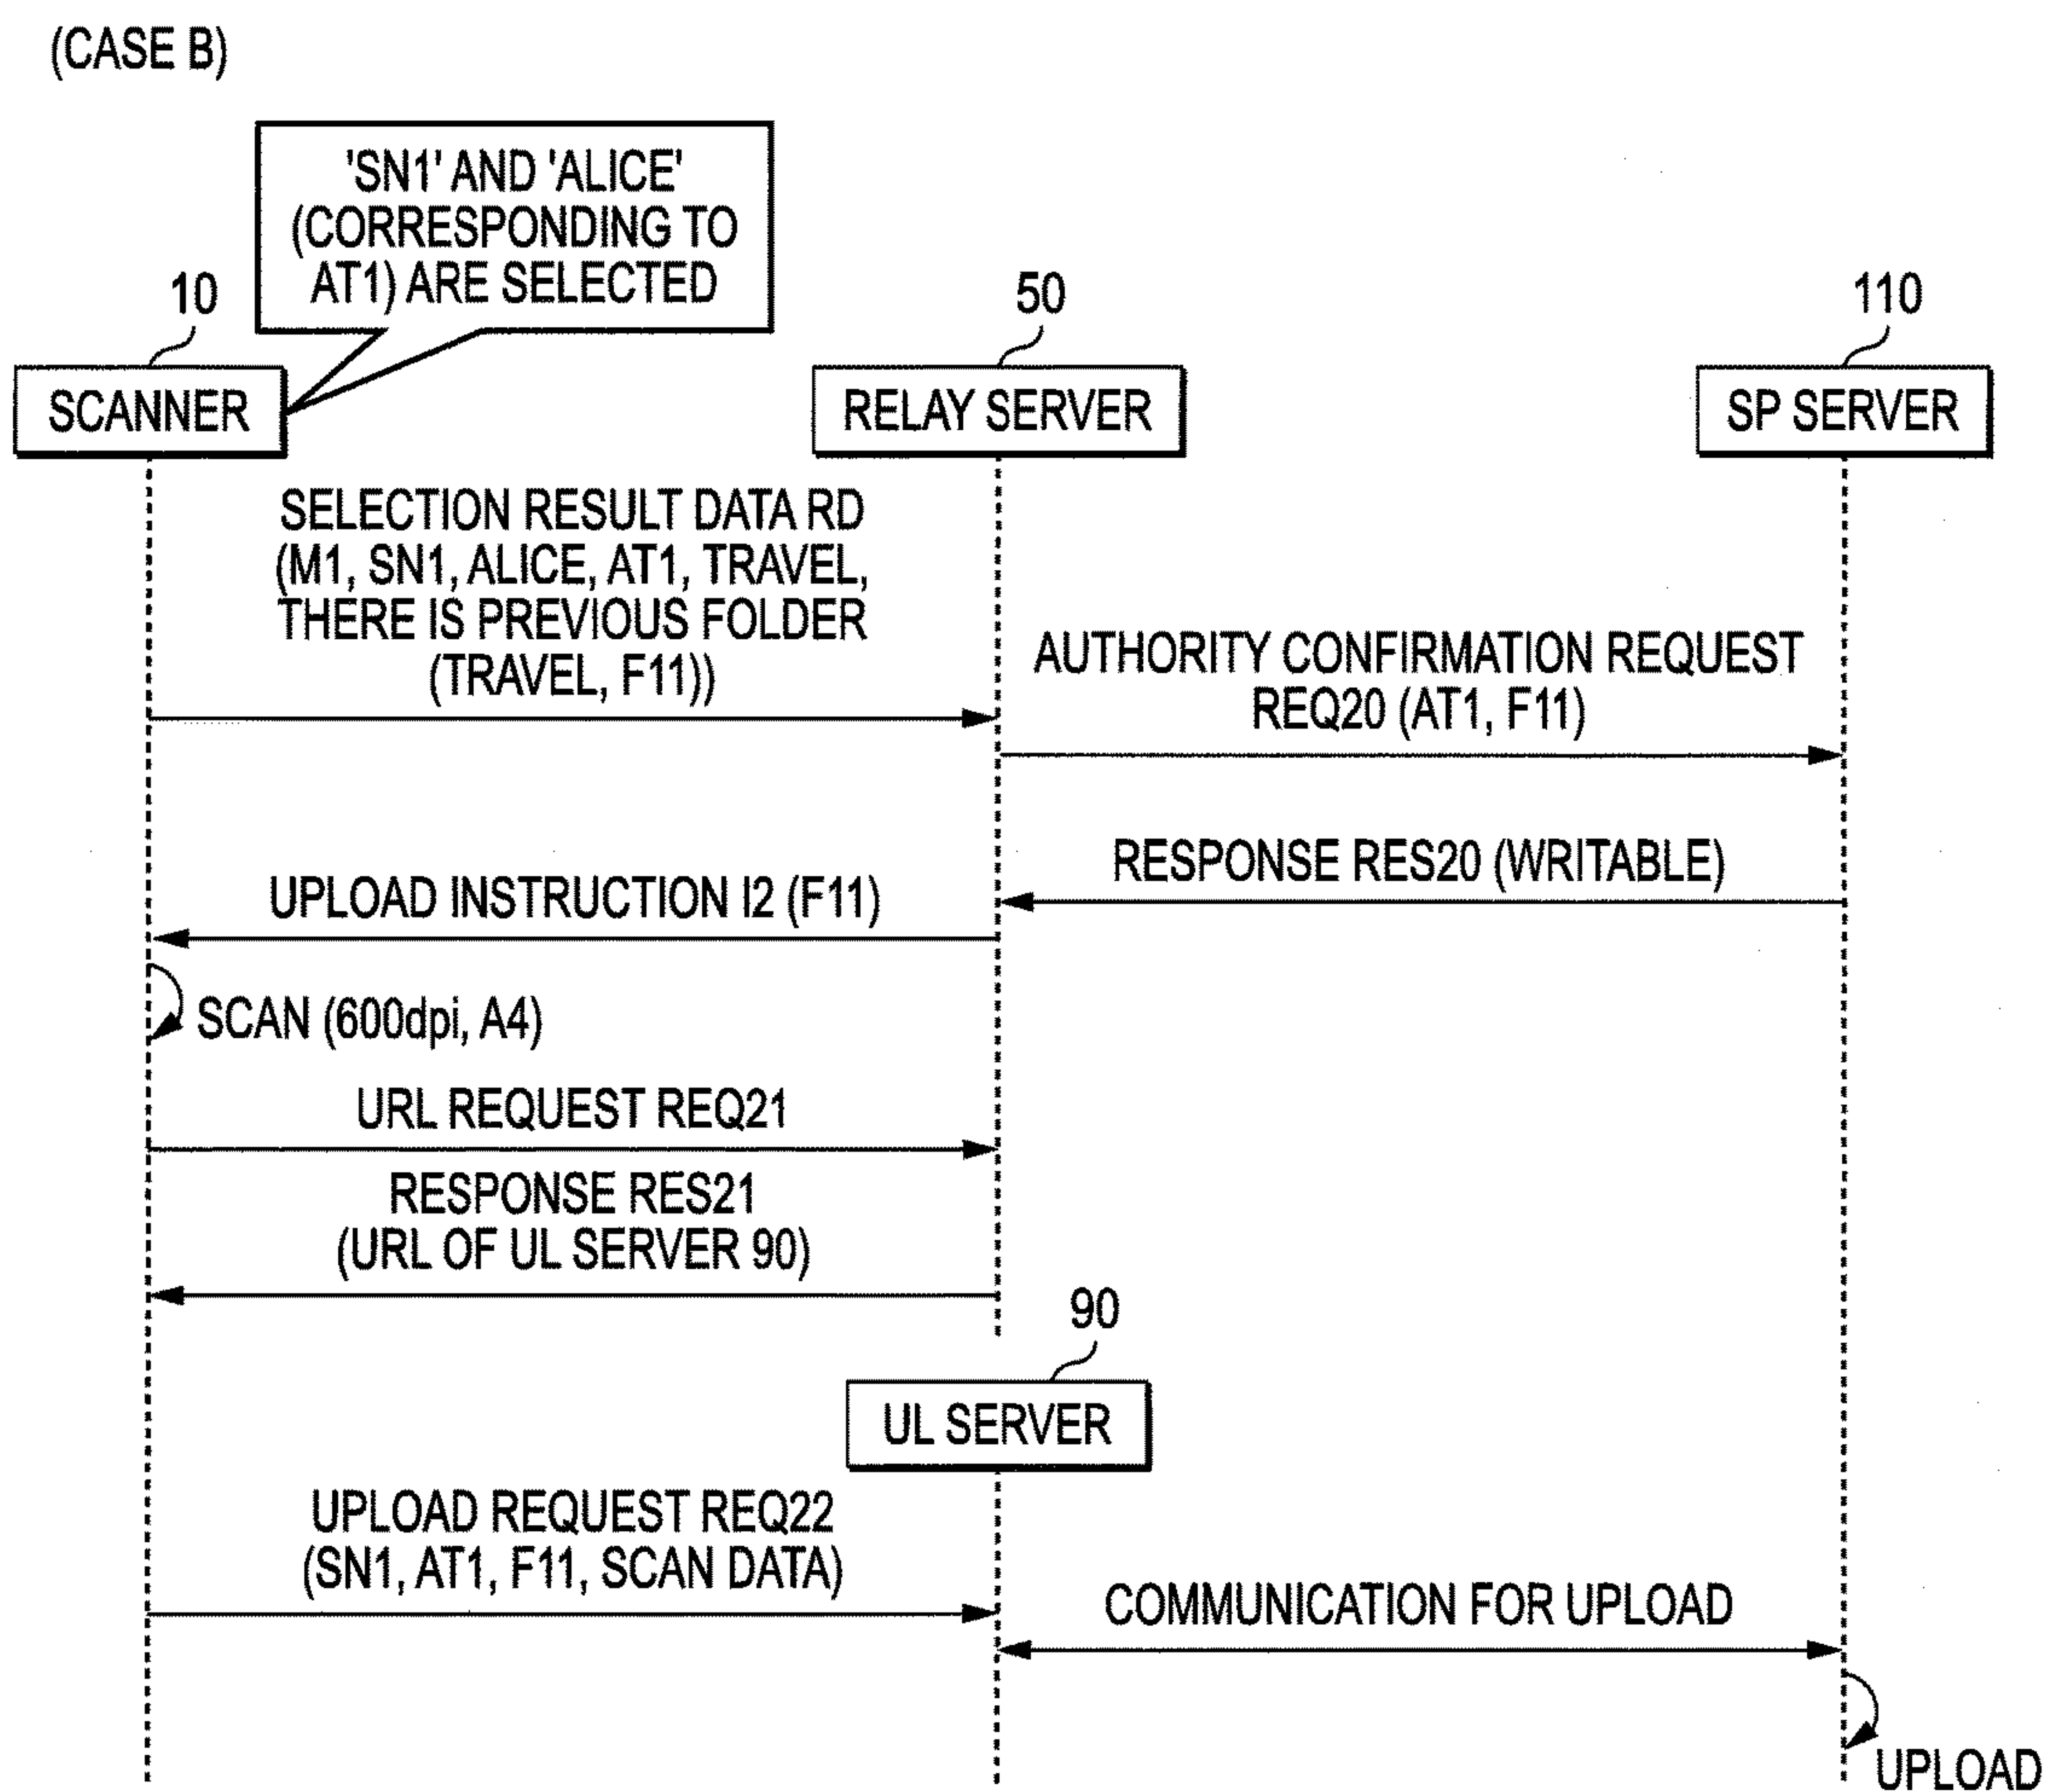 (CASE B)
'SN1' AND 'ALICE'
(CORRESPONDING TO
AT1) ARE SELECTED
10
50
110
SCANNER
RELAY SERVER
SP SERVER
SELECTION RESULT DATA RD
(M1, SN1, ALICE, AT1, TRAVEL,
THERE IS PREVIOUS FOLDER
(TRAVEL, F11))
AUTHORITY CONFIRMATION REQUEST
REQ20 (AT1, F11)
RESPONSE RES20 (WRITABLE)
UPLOAD INSTRUCTION I2 (F11)
SCAN (600dpi, A4)
URL REQUEST REQ21
RESPONSE RES21
(URL OF UL SERVER 90)
90
UL SERVER
UPLOAD REQUEST REQ22
(SN1, AT1, F11, SCAN DATA)
COMMUNICATION FOR UPLOAD
UPLOAD